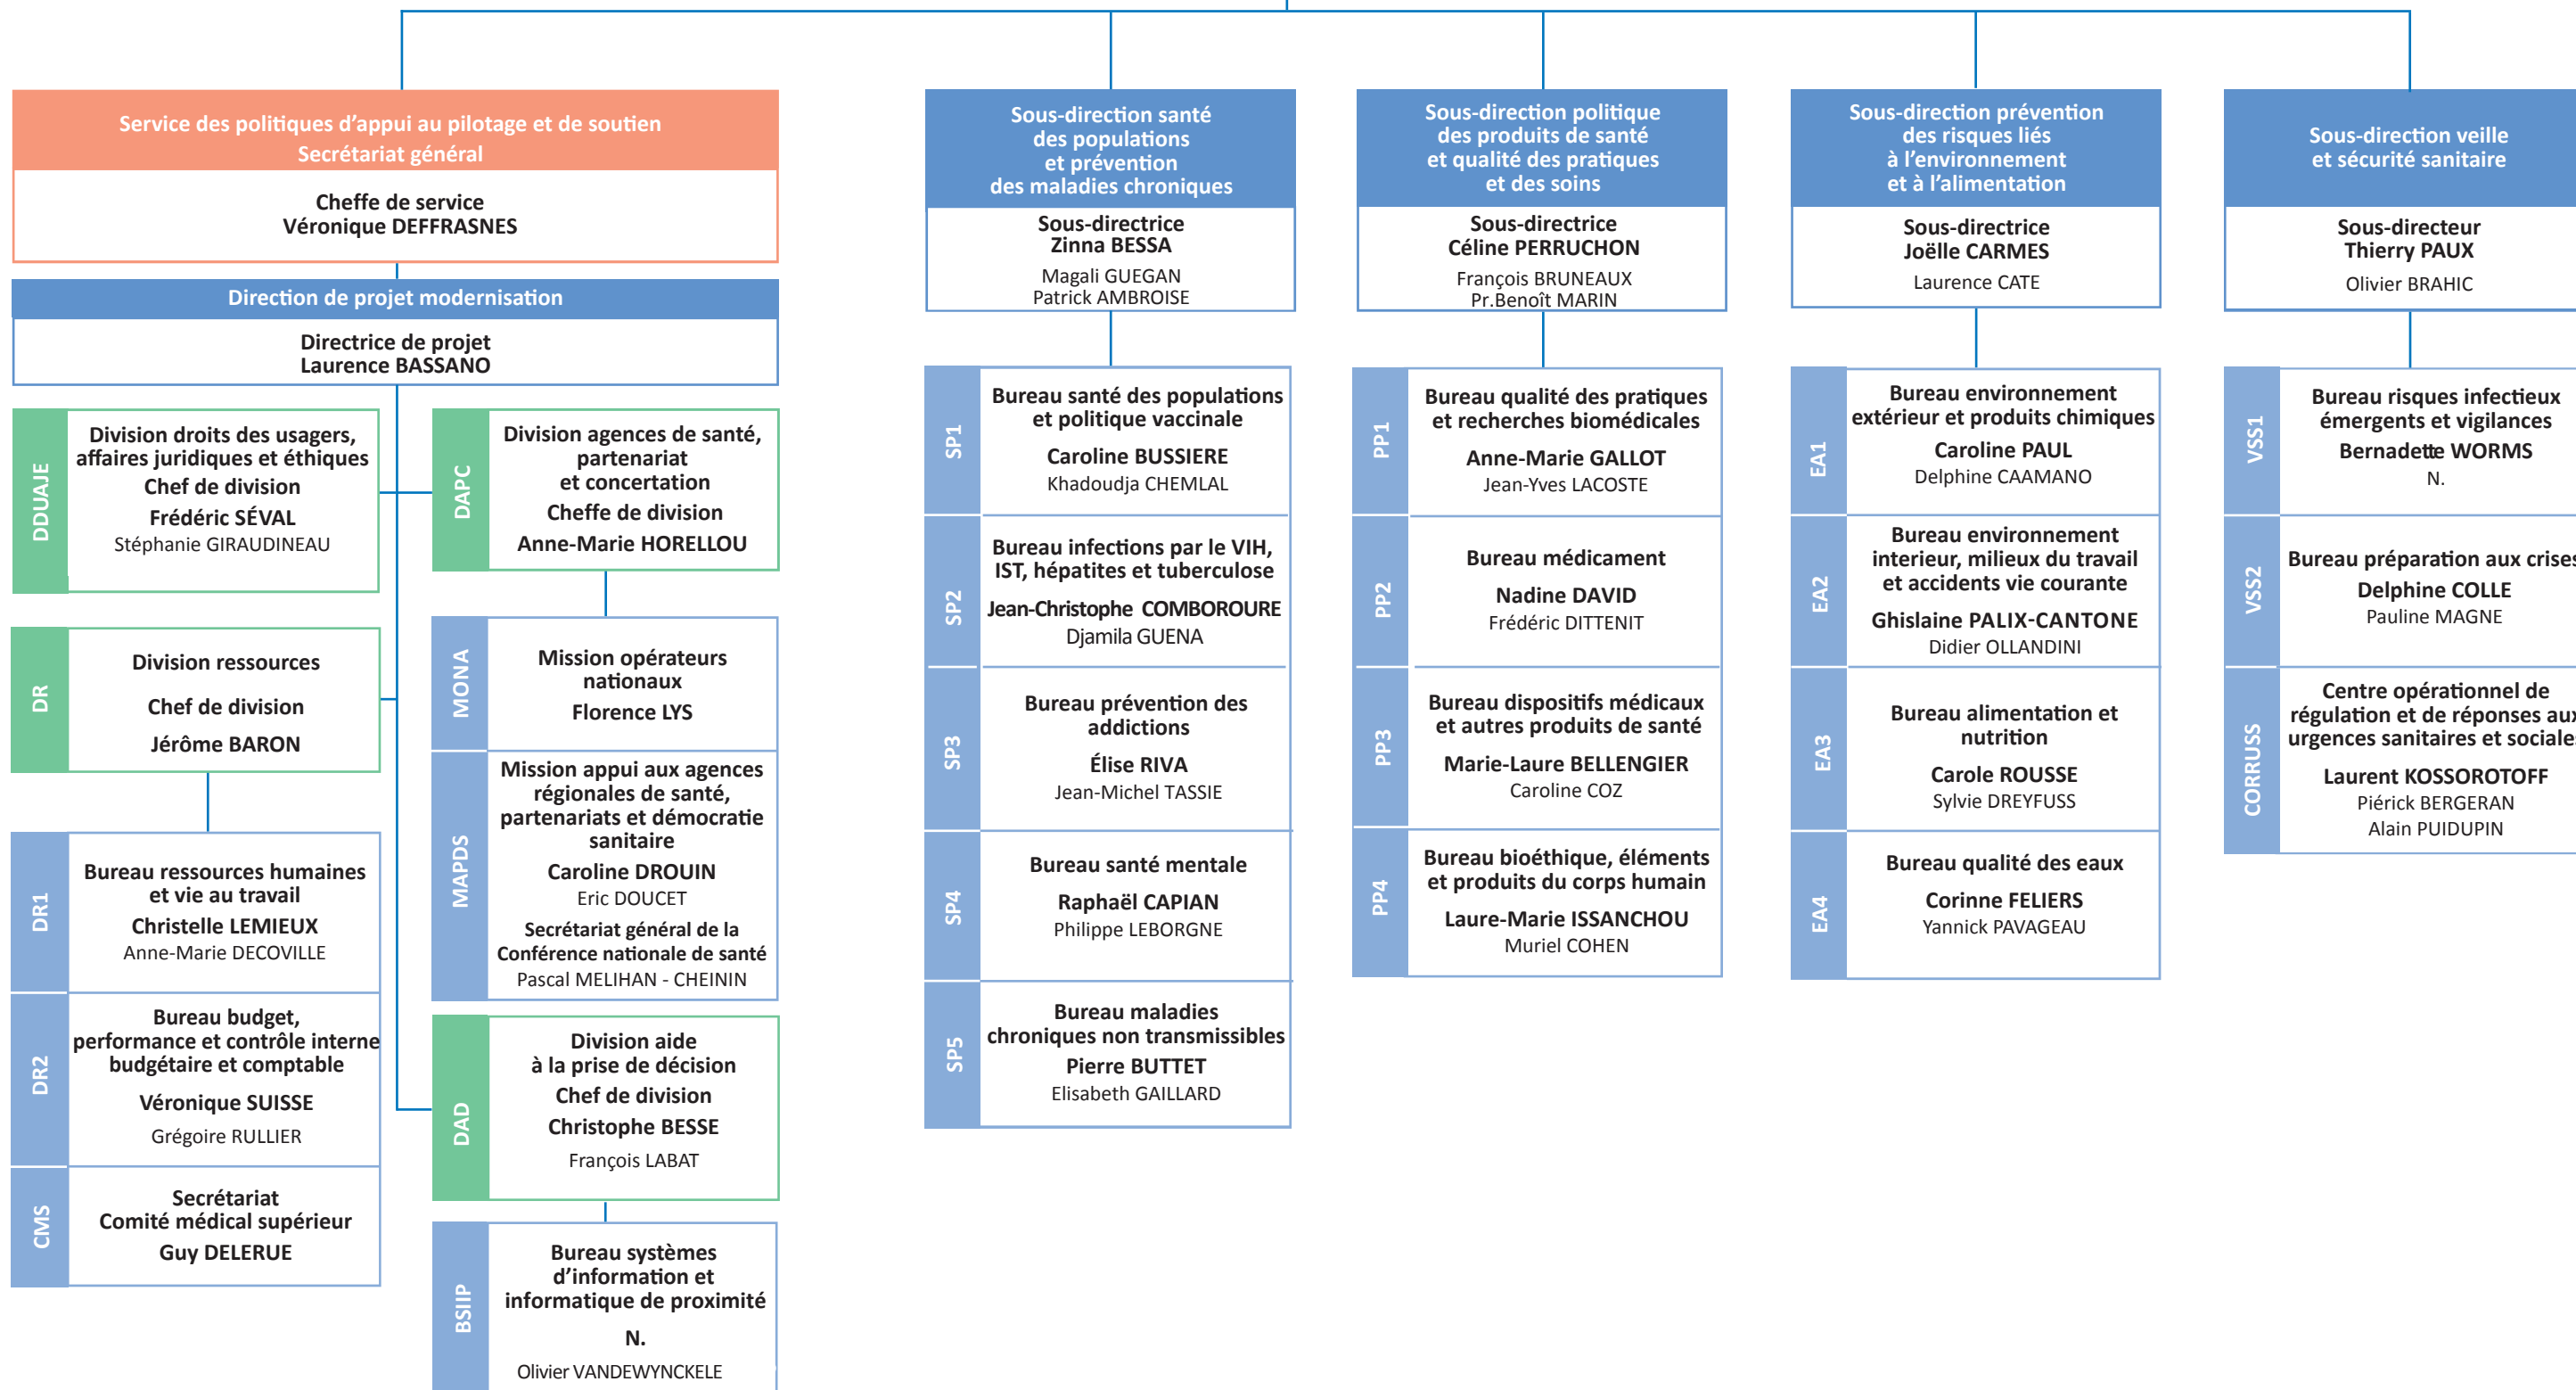 Service des politiques d'appui au pilotage et de soutien
Secrétariat général
Cheffe de service
Véronique DEFFRASNES
Direction de projet modernisation
Directrice de projet
Laurence BASSANO
DDUAJE
Division droits des usagers,
affaires juridiques et éthiques
Chef de division
Frédéric SÉVAL
Stéphanie GIRAUDINEAU
DR
Division ressources
Chef de division
Jérôme BARON
DR1
Bureau ressources humaines
et vie au travail
Christelle LEMIEUX
Anne-Marie DECOVILLE
DR2
Bureau budget,
performance et contrôle interne
budgétaire et comptable
Véronique SUISSE
Grégoire RULLIER
CMS
Secrétariat
Comité médical supérieur
Guy DELERUE
DAPC
Division agences de santé,
partenariat
et concertation
Cheffe de division
Anne-Marie HORELLOU
MONA
Mission opérateurs
nationaux
Florence LYS
MAPDS
Mission appui aux agences
régionales de santé,
partenariats et démocratie
sanitaire
Caroline DROUIN
Eric DOUCET
Secrétariat général de la
Conférence nationale de santé
Pascal MELIHAN - CHEININ
DAD
Division aide
à la prise de décision
Chef de division
Christophe BESSE
François LABAT
BSIIP
Bureau systèmes
d'information et
informatique de proximité
N.
Olivier VANDEWYNCKELE
Sous-direction santé
des populations
et prévention
des maladies chroniques
Sous-directrice
Zinna BESSA
Magali GUEGAN
Patrick AMBROISE
SP1
Bureau santé des populations
et politique vaccinale
Caroline BUSSIERE
Khadoudja CHEMLAL
SP2
Bureau infections par le VIH,
IST, hépatites et tuberculose
Jean-Christophe COMBOROURE
Djamila GUENA
SP3
Bureau prévention des
addictions
Élise RIVA
Jean-Michel TASSIE
SP4
Bureau santé mentale
Raphaël CAPIAN
Philippe LEBORGNE
SP5
Bureau maladies
chroniques non transmissibles
Pierre BUTTET
Elisabeth GAILLARD
Sous-direction politique
des produits de santé
et qualité des pratiques
et des soins
Sous-directrice
Céline PERRUCHON
François BRUNEAUX
Pr.Benoît MARIN
PP1
Bureau qualité des pratiques
et recherches biomédicales
Anne-Marie GALLOT
Jean-Yves LACOSTE
PP2
Bureau médicament
Nadine DAVID
Frédéric DITTENIT
PP3
Bureau dispositifs médicaux
et autres produits de santé
Marie-Laure BELLENGIER
Caroline COZ
PP4
Bureau bioéthique, éléments
et produits du corps humain
Laure-Marie ISSANCHOU
Muriel COHEN
Sous-direction prévention
des risques liés
à l'environnement
et à l'alimentation
Sous-directrice
Joëlle CARMES
Laurence CATE
EA1
Bureau environnement
extérieur et produits chimiques
Caroline PAUL
Delphine CAAMANO
EA2
Bureau environnement
interieur, milieux du travail
et accidents vie courante
Ghislaine PALIX-CANTONE
Didier OLLANDINI
EA3
Bureau alimentation et
nutrition
Carole ROUSSE
Sylvie DREYFUSS
EA4
Bureau qualité des eaux
Corinne FELIERS
Yannick PAVAGEAU
Sous-direction veille
et sécurité sanitaire
Sous-directeur
Thierry PAUX
Olivier BRAHIC
VSS1
Bureau risques infectieux
émergents et vigilances
Bernadette WORMS
N.
VSS2
Bureau préparation aux crises
Delphine COLLE
Pauline MAGNE
CORRUSS
Centre opérationnel de
régulation et de réponses aux
urgences sanitaires et sociales
Laurent KOSSOROTOFF
Piérick BERGERAN
Alain PUIDUPIN